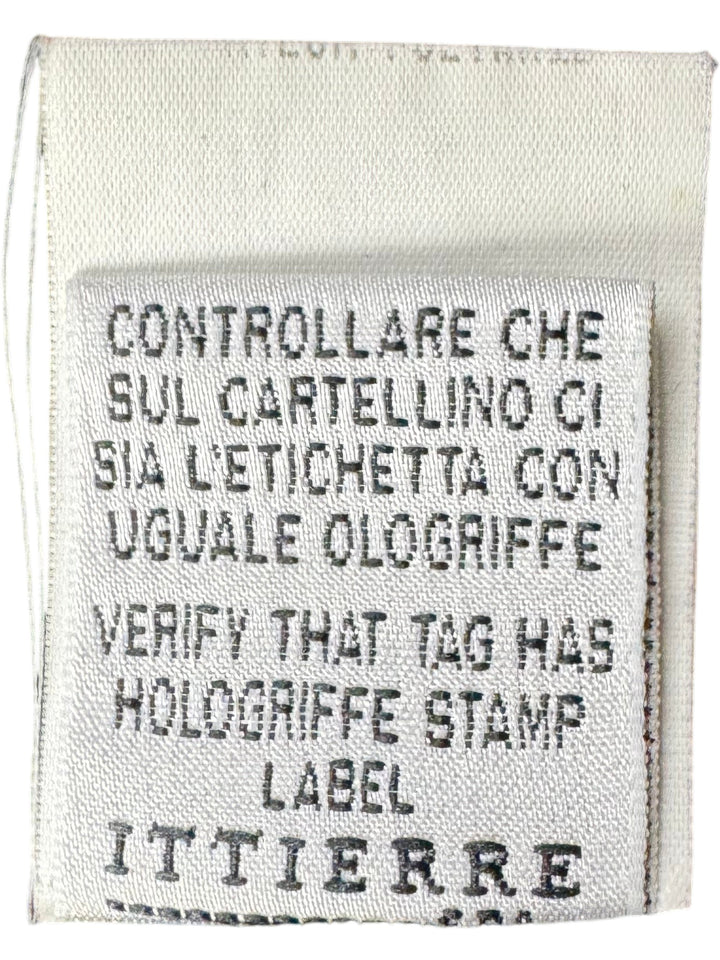 CONTROLLARE CHE
SUL CARTELLINO CI
SIA L'ETICHETTA CON
UGUALE OLOGRIFFE
VERIFY THAT TAG HAS
HOLOGRIFFE STAMP
LABEL
ITTIERRE